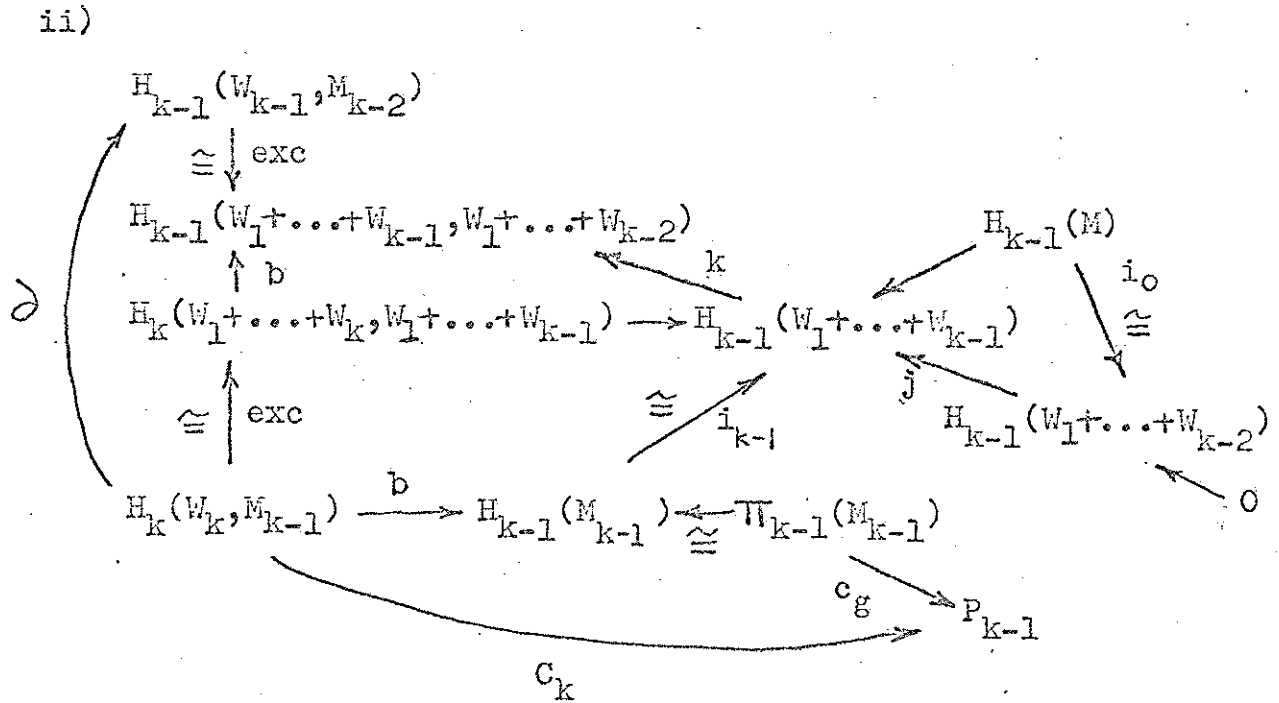 ii)
H_{k-1}(W_{k-1},M_{k-2})
≅ exc
H_{k-1}(W_1+...+W_{k-1},W_1+...+W_{k-2})
H_{k-1}(M)
b
k
i_0
≅
∂
H_k(W_1+...+W_k,W_1+...+W_{k-1})
H_{k-1}(W_1+...+W_{k-1})
≅ exc
≅
i_{k-1}
j
H_{k-1}(W_1+...+W_{k-2})
H_k(W_k,M_{k-1})
b
H_{k-1}(M_{k-1})
≅
π_{k-1}(M_{k-1})
0
c_g
P_{k-1}
C_k